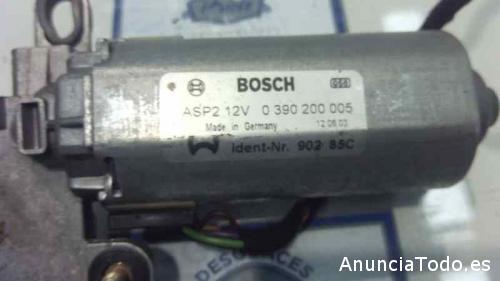 BOSCH
ASP2 12V 0 390 200 005
Made in Germany 12.06.03
Ident-Nr. 902 85C
DESGUACES
AnunciaTodo.es